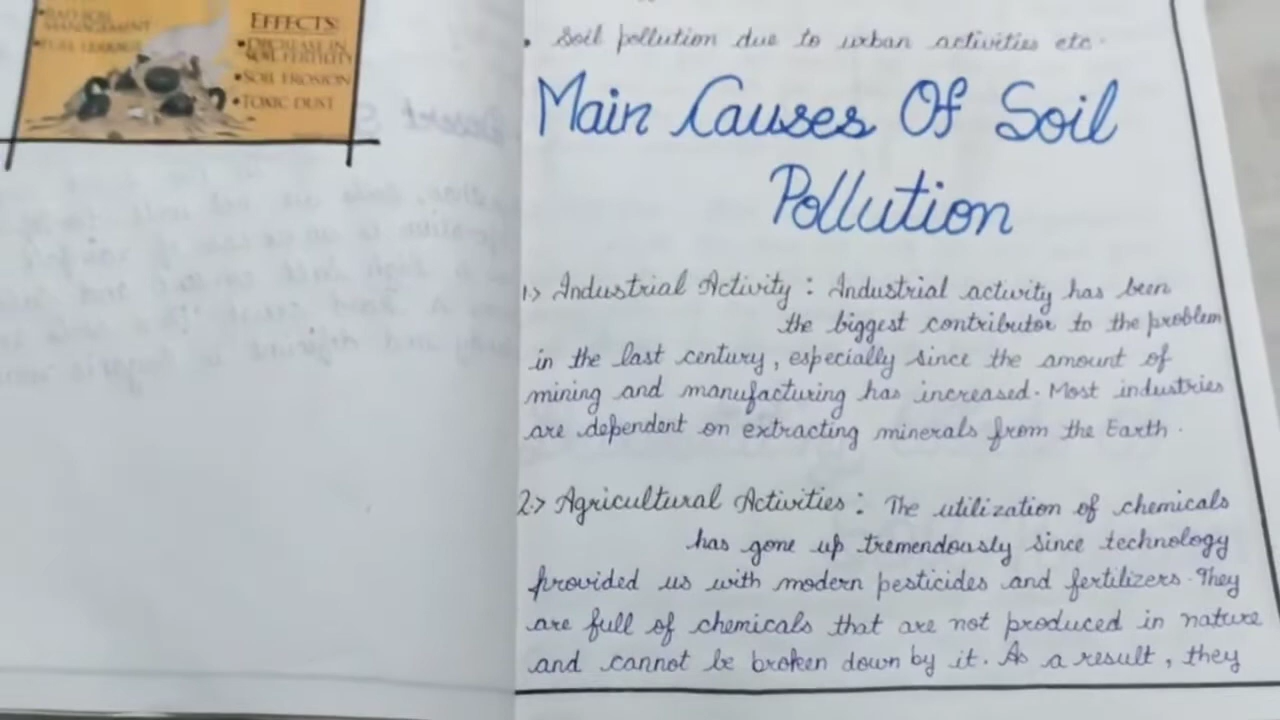 MANAGEMENT
EFFECTS:
• DECREASE IN
SOIL FERTILITY
• SOIL EROSION
• TOXIC DUST
• Soil pollution due to urban activities etc.
Main Causes Of Soil
Pollution
1.> Industrial Activity : Industrial activity has been
the biggest contributor to the problem
in the last century, especially since the amount of
mining and manufacturing has increased. Most industries
are dependent on extracting minerals from the Earth.
2.> Agricultural Activities : The utilization of chemicals
has gone up tremendously since technology
provided us with modern pesticides and fertilizers. They
are full of chemicals that are not produced in nature
and cannot be broken down by it. As a result, they